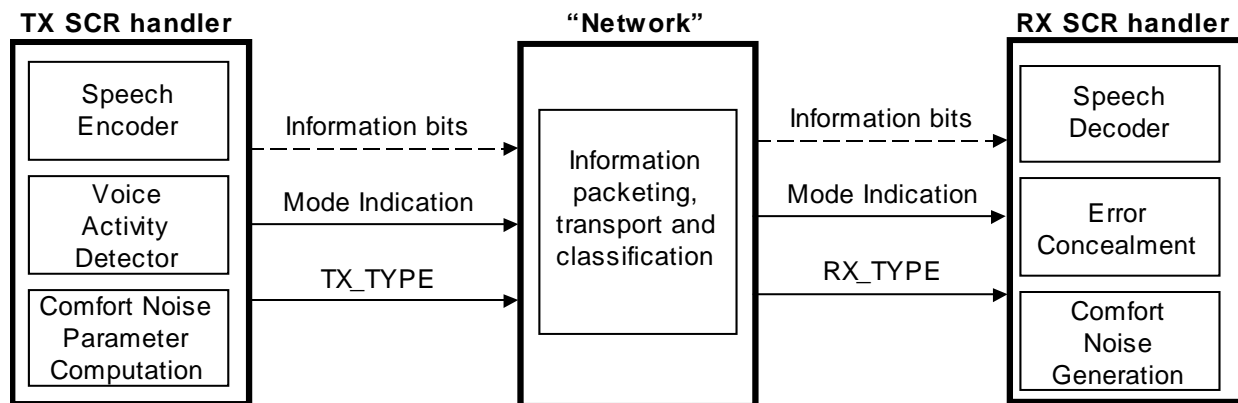 TX SCR handler
“Network”
RX SCR handler
Speech
Encoder
Voice
Activity
Detector
Comfort Noise
Parameter
Computation
Information bits
Mode Indication
TX_TYPE
Information
packeting,
transport and
classification
Information bits
Mode Indication
RX_TYPE
Speech
Decoder
Error
Concealment
Comfort
Noise
Generation